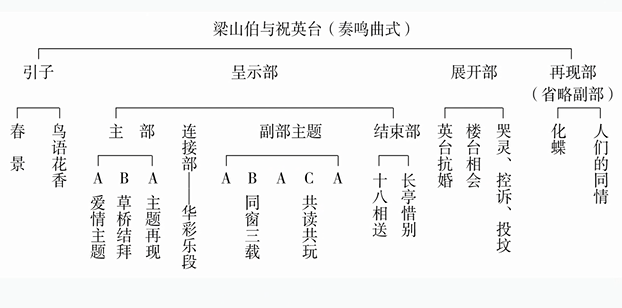 梁山伯与祝英台（奏鸣曲式）
引子
呈示部
展开部
再现部
（省略副部）
春景
鸟语花香
主部
连接部——华彩乐段
副部主题
结束部
英台抗婚
楼台相会
哭灵、控诉、投坟
化蝶
人们的同情
A 爱情主题
B 草桥结拜
A 主题再现
A
B 同窗三载
A
C 共读共玩
A
十八相送
长亭惜别